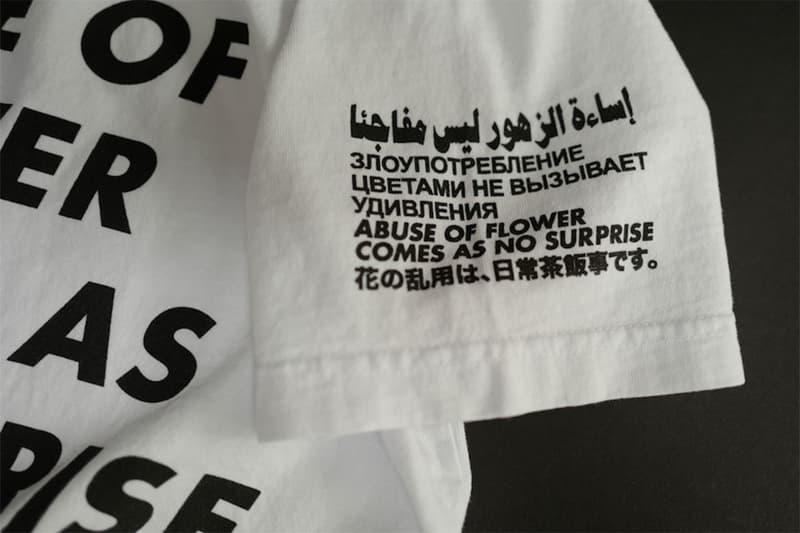 E OF
WER
AS
RISE
إساءة الزهور ليس مفاجئا
ЗЛОУПОТРЕБЛЕНИЕ
ЦВЕТАМИ НЕ ВЫЗЫВАЕТ
УДИВЛЕНИЯ
ABUSE OF FLOWER
COMES AS NO SURPRISE
花の乱用は、日常茶飯事です。